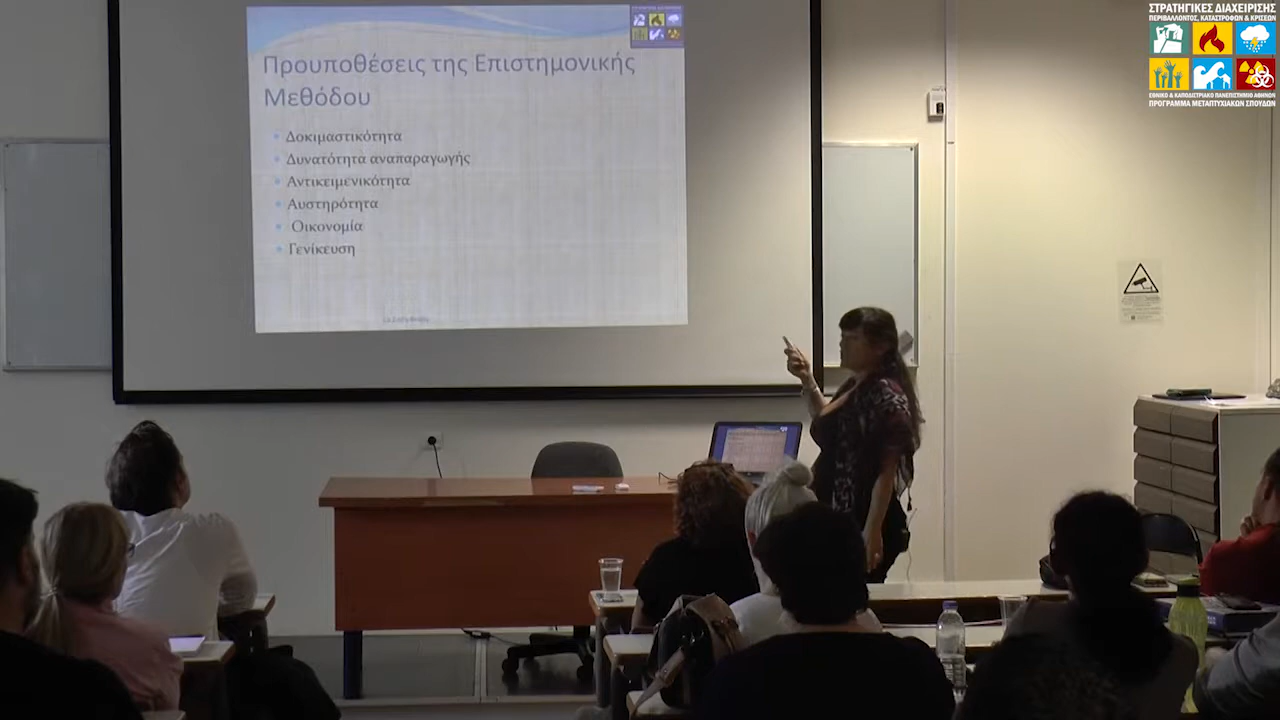 ΣΤΡΑΤΗΓΙΚΕΣ ΔΙΑΧΕΙΡΙΣΗΣ
ΠΕΡΙΒΑΛΛΟΝΤΟΣ, ΚΑΤΑΣΤΡΟΦΩΝ & ΚΡΙΣΕΩΝ
ΕΘΝΙΚΟ & ΚΑΠΟΔΙΣΤΡΙΑΚΟ ΠΑΝΕΠΙΣΤΗΜΙΟ ΑΘΗΝΩΝ
ΠΡΟΓΡΑΜΜΑ ΜΕΤΑΠΤΥΧΙΑΚΩΝ ΣΠΟΥΔΩΝ
Προυποθέσεις της Επιστημονικής
Μεθόδου
Δοκιμαστικότητα
Δυνατότητα αναπαραγωγής
Αντικειμενικότητα
Αυστηρότητα
Οικονομία
Γενίκευση